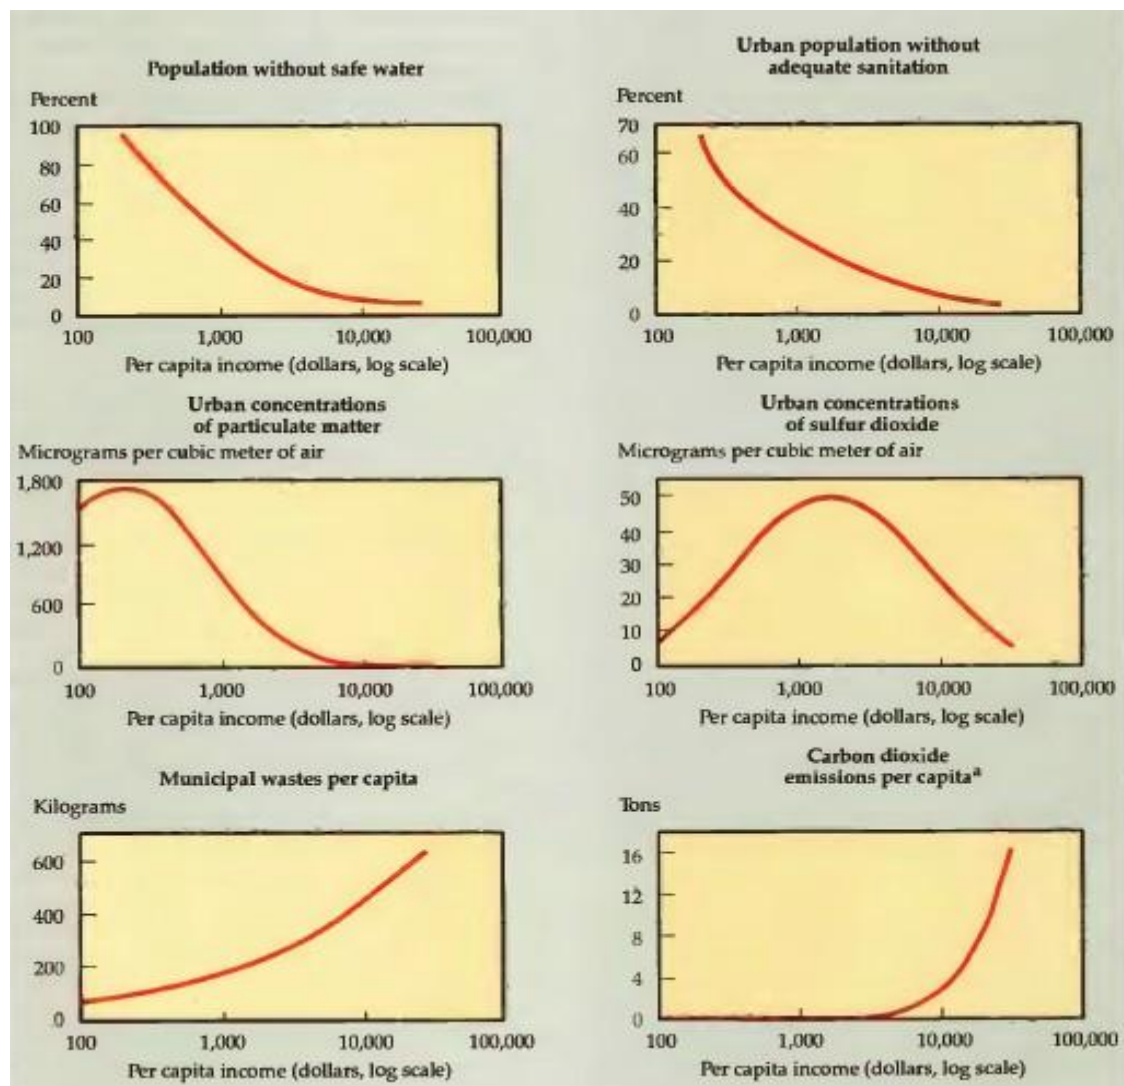 Population without safe water
Percent
100
80
60
40
20
0
100 1,000 10,000 100,000
Per capita income (dollars, log scale)
Urban population without
adequate sanitation
Percent
70
60
40
20
0
100 1,000 10,000 100,000
Per capita income (dollars, log scale)
Urban concentrations
of particulate matter
Micrograms per cubic meter of air
1,800
1,200
600
0
100 1,000 10,000 100,000
Per capita income (dollars, log scale)
Urban concentrations
of sulfur dioxide
Micrograms per cubic meter of air
50
40
30
20
10
0
100 1,000 10,000 100,000
Per capita income (dollars, log scale)
Municipal wastes per capita
Kilograms
600
400
200
0
100 1,000 10,000 100,000
Per capita income (dollars, log scale)
Carbon dioxide
emissions per capitaᵃ
Tons
16
12
8
4
0
100 1,000 10,000 100,000
Per capita income (dollars, log scale)